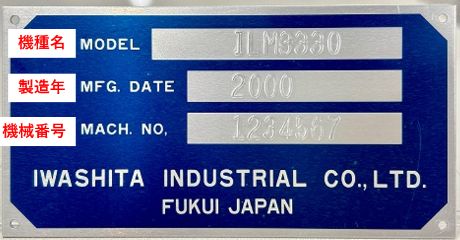 機種名 MODEL ILM3330
製造年 MFG. DATE 2000
機械番号 MACH. NO, 1234567
IWASHITA INDUSTRIAL CO., LTD.
FUKUI JAPAN